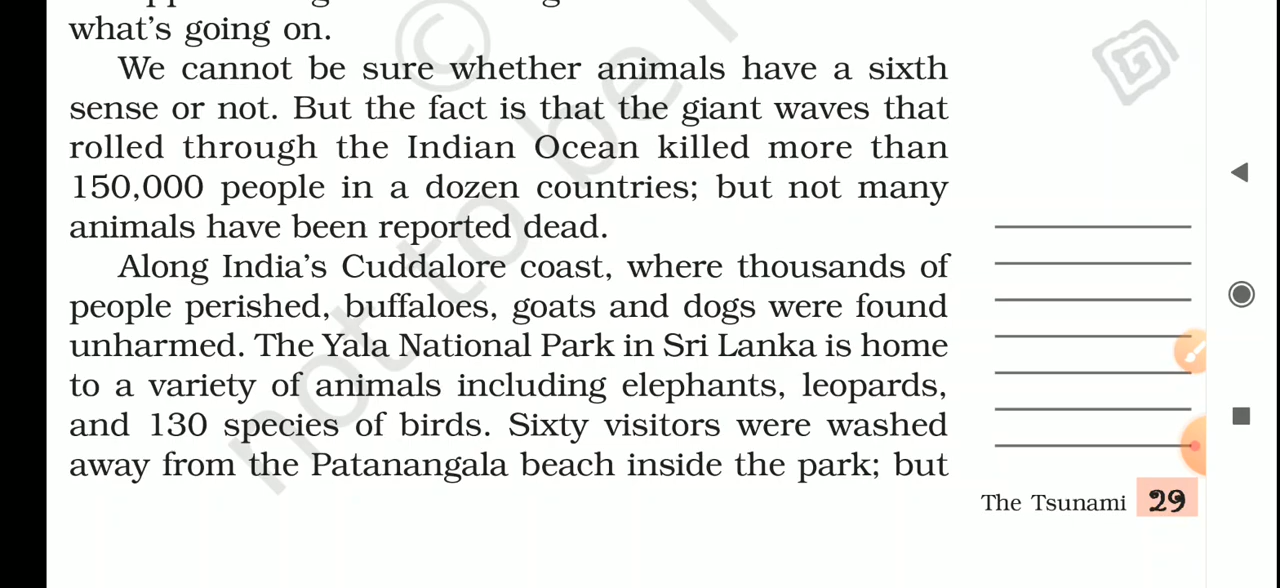 what's going on.
We cannot be sure whether animals have a sixth
sense or not. But the fact is that the giant waves that
rolled through the Indian Ocean killed more than
150,000 people in a dozen countries; but not many
animals have been reported dead.
Along India's Cuddalore coast, where thousands of
people perished, buffaloes, goats and dogs were found
unharmed. The Yala National Park in Sri Lanka is home
to a variety of animals including elephants, leopards,
and 130 species of birds. Sixty visitors were washed
away from the Patanangala beach inside the park; but
The Tsunami 29
©
not to be